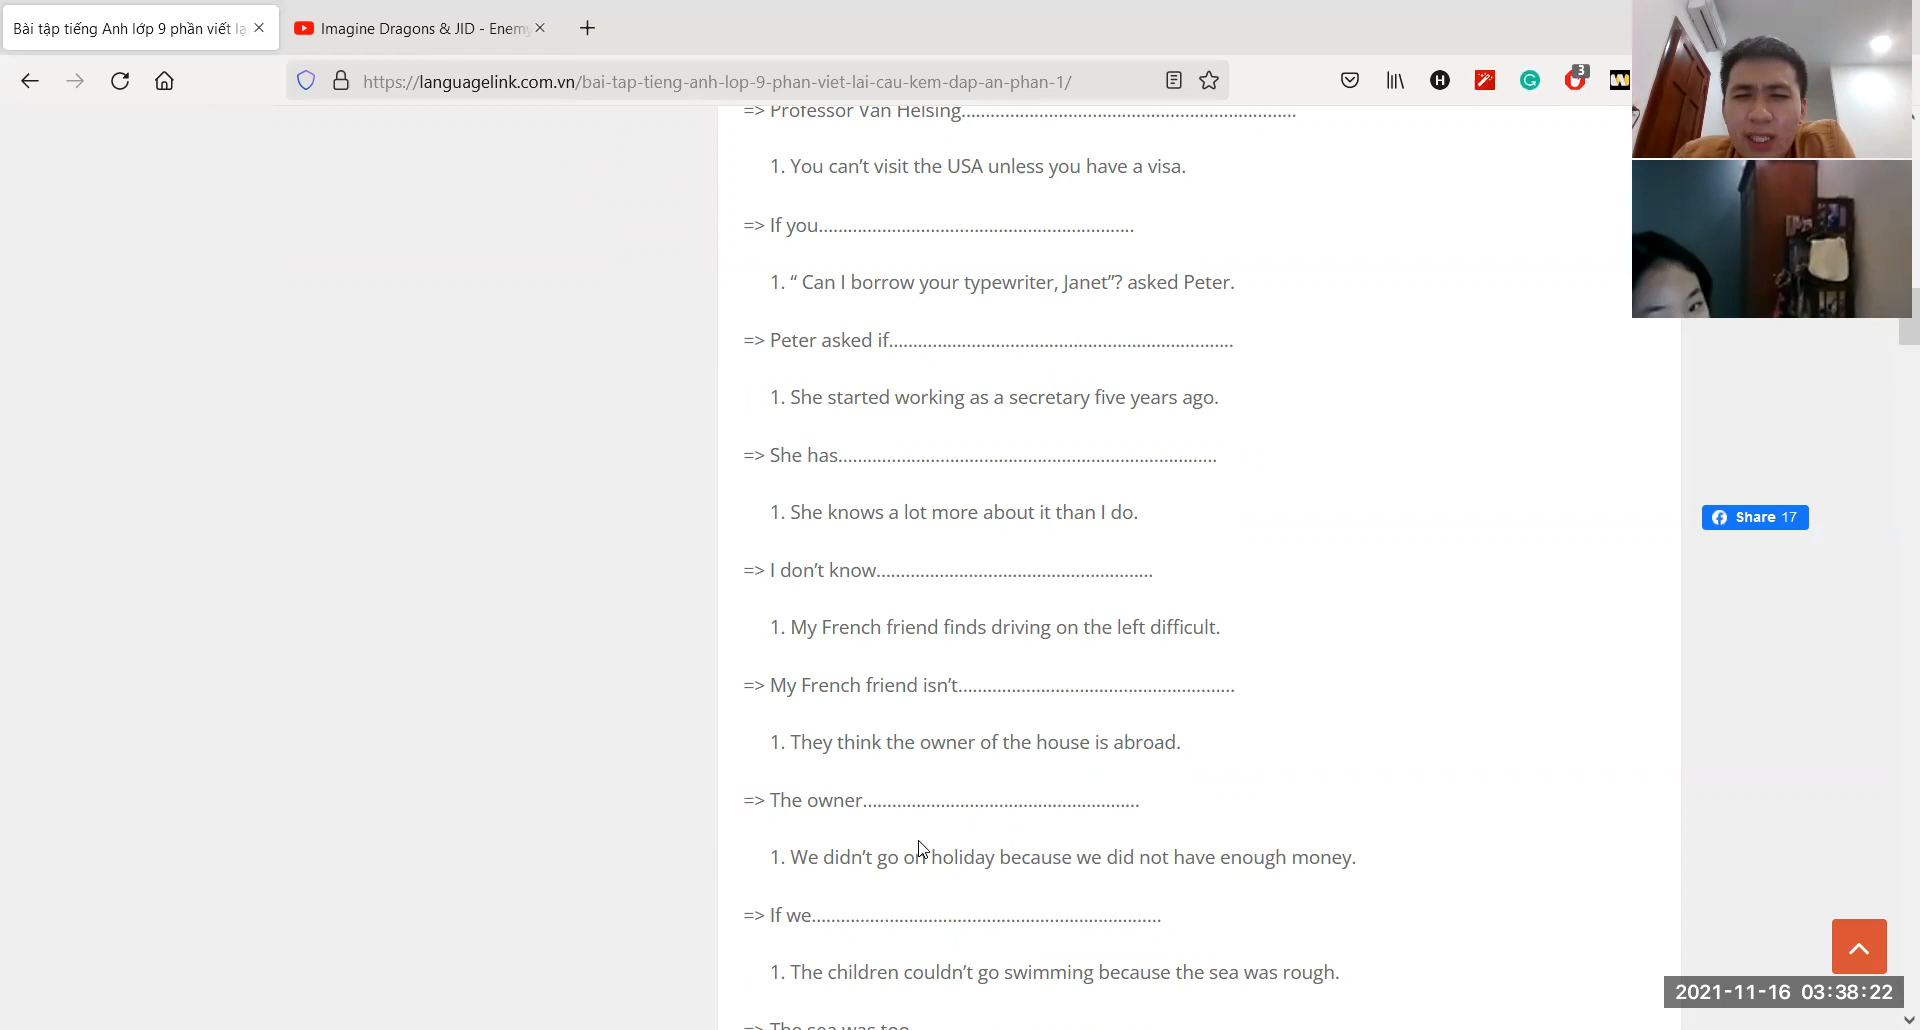 Bài tập tiếng Anh lớp 9 phần viết lạ
Imagine Dragons & JID - Enemy
https://languagelink.com.vn/bai-tap-tieng-anh-lop-9-phan-viet-lai-cau-kem-dap-an-phan-1/
3
=> Professor Van Helsing.....................................................................
1. You can’t visit the USA unless you have a visa.
=> If you.................................................................
1. “ Can I borrow your typewriter, Janet”? asked Peter.
=> Peter asked if.......................................................................
1. She started working as a secretary five years ago.
=> She has..............................................................................
1. She knows a lot more about it than I do.
=> I don’t know.........................................................
1. My French friend finds driving on the left difficult.
=> My French friend isn’t.........................................................
1. They think the owner of the house is abroad.
=> The owner.........................................................
1. We didn’t go on holiday because we did not have enough money.
=> If we........................................................................
1. The children couldn’t go swimming because the sea was rough.
=> The sea was too
Share 17
2021-11-16 03:38:22